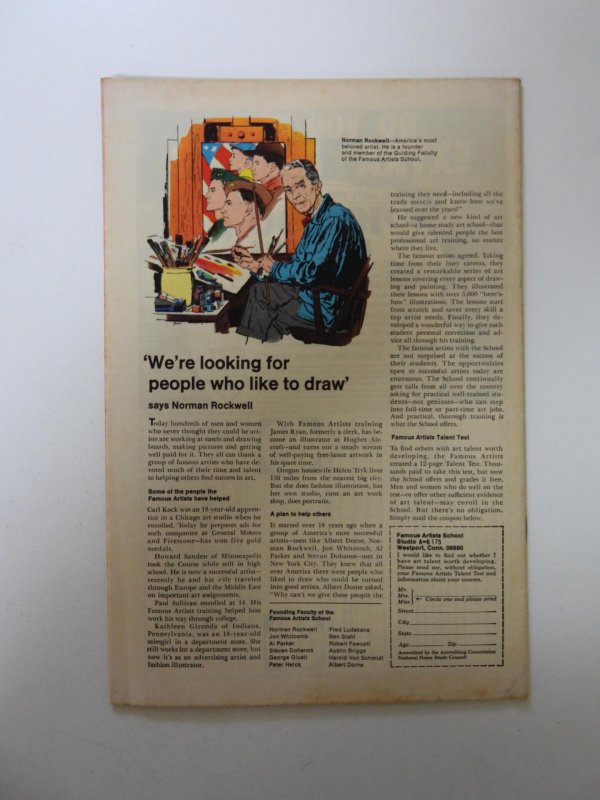 Norman Rockwell—America's most
beloved artist. He is a founder
and member of the Guiding Faculty
of the Famous Artists School.
'We're looking for
people who like to draw'
says Norman Rockwell
Today hundreds of men and women
who never thought they could be art-
ists are working at easels and drawing
boards, making pictures and getting
well paid for it. They all can thank a
group of famous artists who have de-
voted much of their time and talent
to helping others find success in art.
Some of the people the
Famous Artists have helped
Carl Kock was an 18-year-old appren-
tice in a Chicago art studio when he
enrolled. Today he prepares ads for
such companies as General Motors
and Firestone—has won five gold
medals.
Howard Sanden of Minneapolis
took the Course while still in high
school. He is now a successful artist—
recently he and his wife traveled
through Europe and the Middle East
on important art assignments.
Paul Sullivan enrolled at 14. His
Famous Artists training helped him
work his way through college.
Kathleen Gironda of Indiana,
Pennsylvania, was an 18-year-old
salesgirl in a department store. She
still works for a department store, but
now it's as an advertising artist and
fashion illustrator.
With Famous Artists training
James Ryan, formerly a clerk, has be-
come an illustrator at Hughes Air-
craft—and turns out a steady stream
of well-paying free-lance artwork in
his spare time.
Oregon housewife Helen Tryk lives
150 miles from the nearest big city.
But she does fashion illustration, has
her own studio, runs an art work
shop, does portraits.
A plan to help others
It started over 18 years ago when a
group of America's most successful
artists—men like Albert Dorne, Nor-
man Rockwell, Jon Whitcomb, Al
Parker and Stevan Dohanos—met in
New York City. They knew that all
over America there were people who
liked to draw who could be turned
into good artists. Albert Dorne asked,
"Why can't we give these people the
Founding Faculty of the
Famous Artists School
Norman Rockwell
Jon Whitcomb
Al Parker
Stevan Dohanos
George Giusti
Peter Helck
Fred Ludekens
Ben Stahl
Robert Fawcett
Austin Briggs
Harold Von Schmidt
Albert Dorne
training they need—including all the
trade secrets and know-how we've
learned over the years?"
He suggested a new kind of art
school—a home study art school—that
would give talented people the best
professional art training, no matter
where they live.
The famous artists agreed. Taking
time from their busy careers, they
created a remarkable series of art
lessons covering every aspect of draw-
ing and painting. They illustrated
their lessons with over 5,000 "here's-
how" illustrations. The lessons start
from scratch and cover every skill a
top artist needs. Finally, they de-
veloped a wonderful way to give each
student personal correction and ad-
vice all through his training.
The famous artists with the School
are not surprised at the success of
their students. The opportunities
open to successful artists today are
enormous. The School continually
gets calls from all over the country
asking for practical well-trained stu-
dents—not geniuses—who can step
into full-time or part-time art jobs.
And practical, thorough training is
what the School offers.
Famous Artists Talent Test
To find others with art talent worth
developing, the Famous Artists
created a 12-page Talent Test. Thou-
sands paid to take this test, but now
the School offers and grades it free.
Men and women who do well on the
test—or offer other sufficient evidence
of art talent—may enroll in the
School. But there's no obligation.
Simply mail the coupon below.
Famous Artists School
Studio A-6175
Westport, Conn. 06880
I would like to find out whether I
have art talent worth developing.
Please send me, without obligation,
your Famous Artists Talent Test and
information about your courses.
Mr.
Mrs.
Miss
Circle one and please print
Street
City
State
Age Zip
Accredited by the Accrediting Commission
National Home Study Council